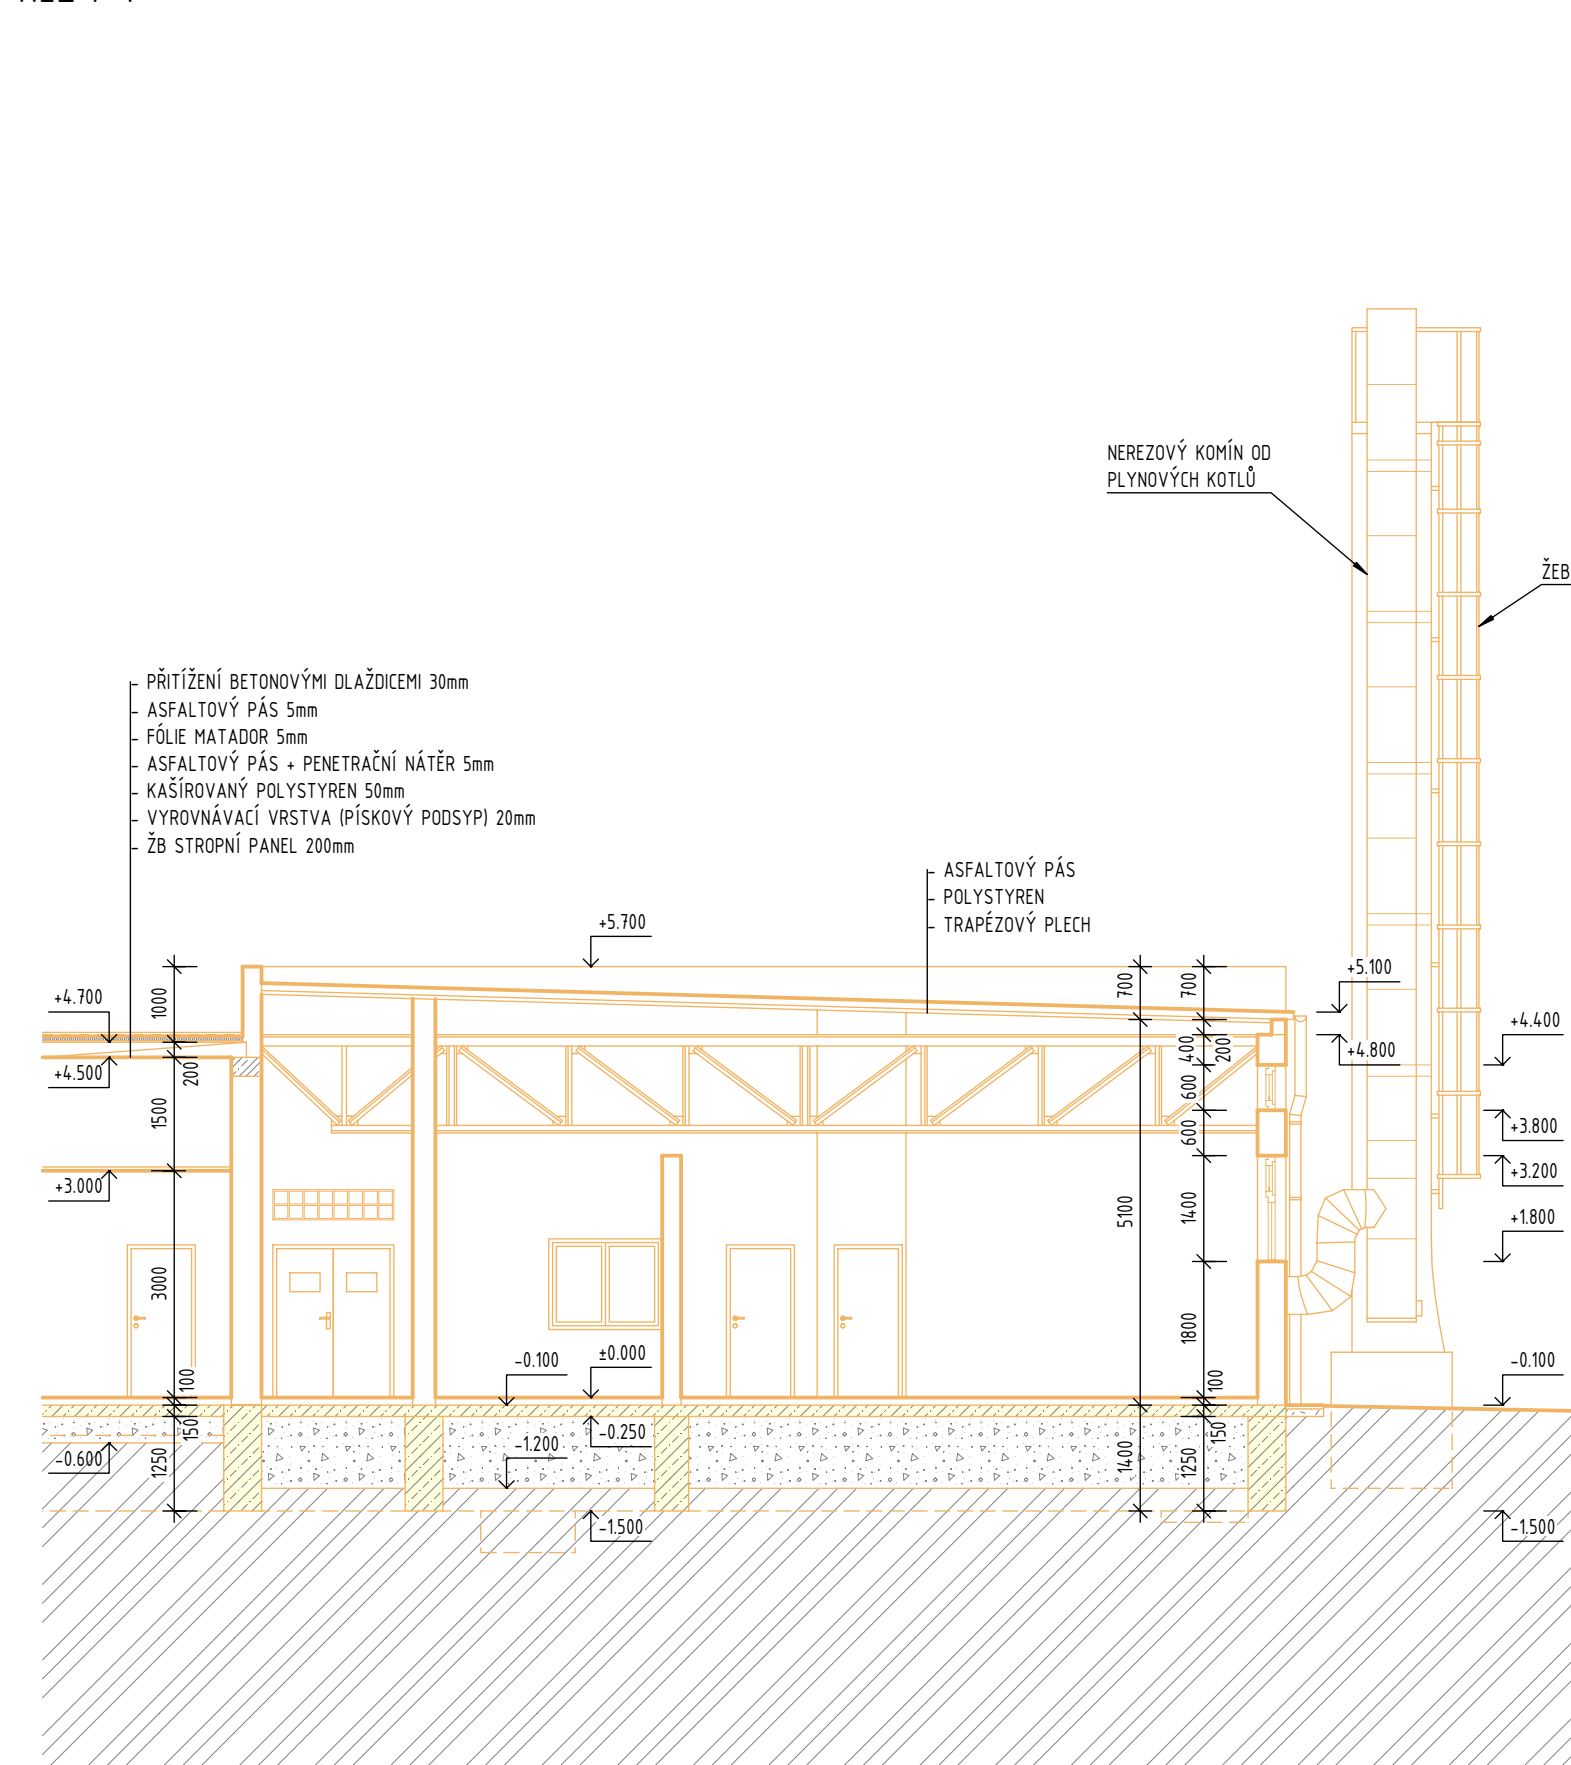 NEREZOVÝ KOMÍN OD
PLYNOVÝCH KOTLŮ
ŽEB
- PŘITÍŽENÍ BETONOVÝMI DLAŽDICEMI 30mm
- ASFALTOVÝ PÁS 5mm
- FÓLIE MATADOR 5mm
- ASFALTOVÝ PÁS + PENETRAČNÍ NÁTĚR 5mm
- KAŠÍROVANÝ POLYSTYREN 50mm
- VYROVNÁVACÍ VRSTVA (PÍSKOVÝ PODSYP) 20mm
- ŽB STROPNÍ PANEL 200mm
- ASFALTOVÝ PÁS
- POLYSTYREN
- TRAPÉZOVÝ PLECH
+5.700
+4.700
+4.500
+3.000
-0.600
1000
200
1500
3000
100
150
1250
-0.100
±0.000
-0.250
-1.200
-1.500
700
5100
1400
700
200
400
600
600
1400
1800
100
150
1250
+5.100
+4.800
+4.400
+3.800
+3.200
+1.800
-0.100
-1.500